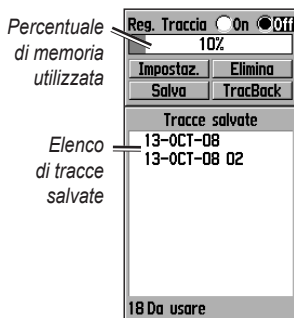 Percentuale
di memoria
utilizzata
Reg. Traccia On Off
10%
Impostaz. Elimina
Salva TracBack
Tracce salvate
Elenco
di tracce
salvate
13-OCT-08
13-OCT-08 02
18 Da usare